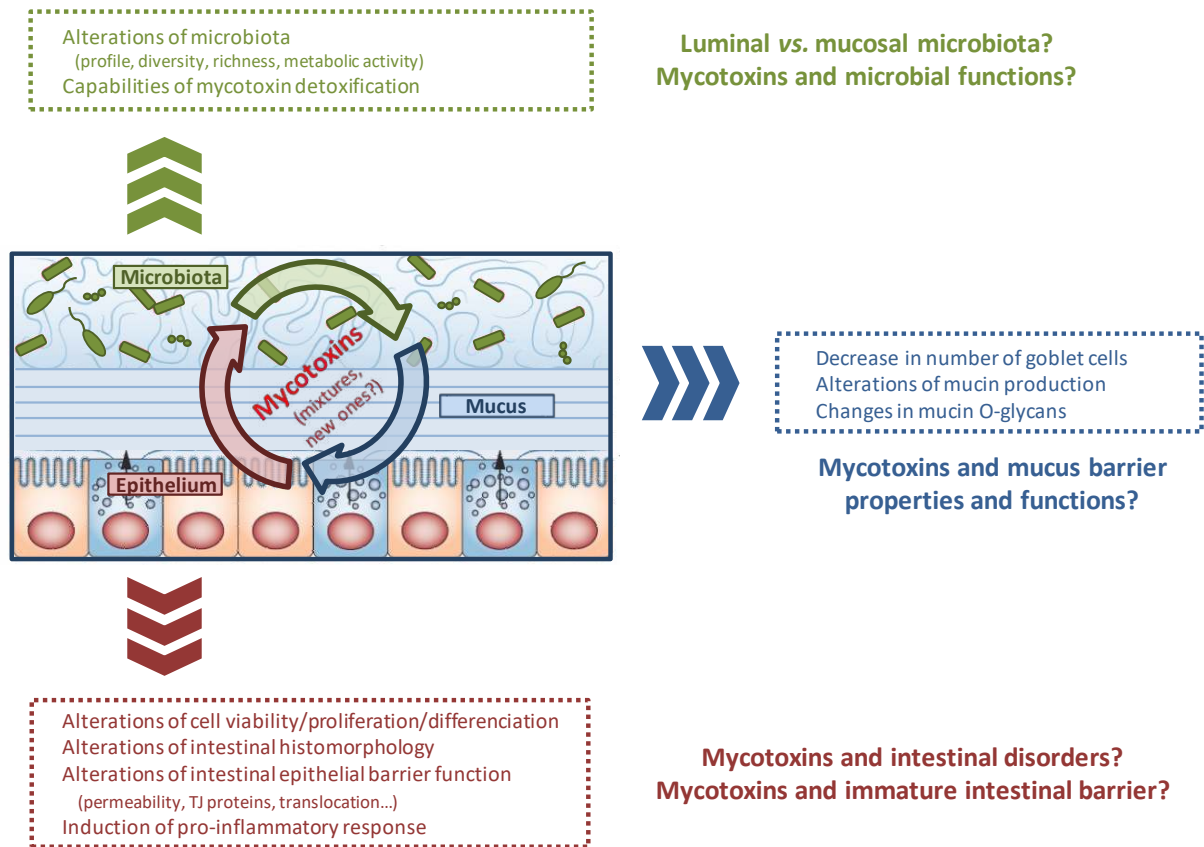 Alterations of microbiota
(profile, diversity, richness, metabolic activity)
Capabilities of mycotoxin detoxification
Luminal vs. mucosal microbiota?
Mycotoxins and microbial functions?
Microbiota
Mycotoxins
(mixtures,
new ones?)
Mucus
Epithelium
Decrease in number of goblet cells
Alterations of mucin production
Changes in mucin O-glycans
Mycotoxins and mucus barrier
properties and functions?
Alterations of cell viability/proliferation/differenciation
Alterations of intestinal histomorphology
Alterations of intestinal epithelial barrier function
(permeability, TJ proteins, translocation...)
Induction of pro-inflammatory response
Mycotoxins and intestinal disorders?
Mycotoxins and immature intestinal barrier?